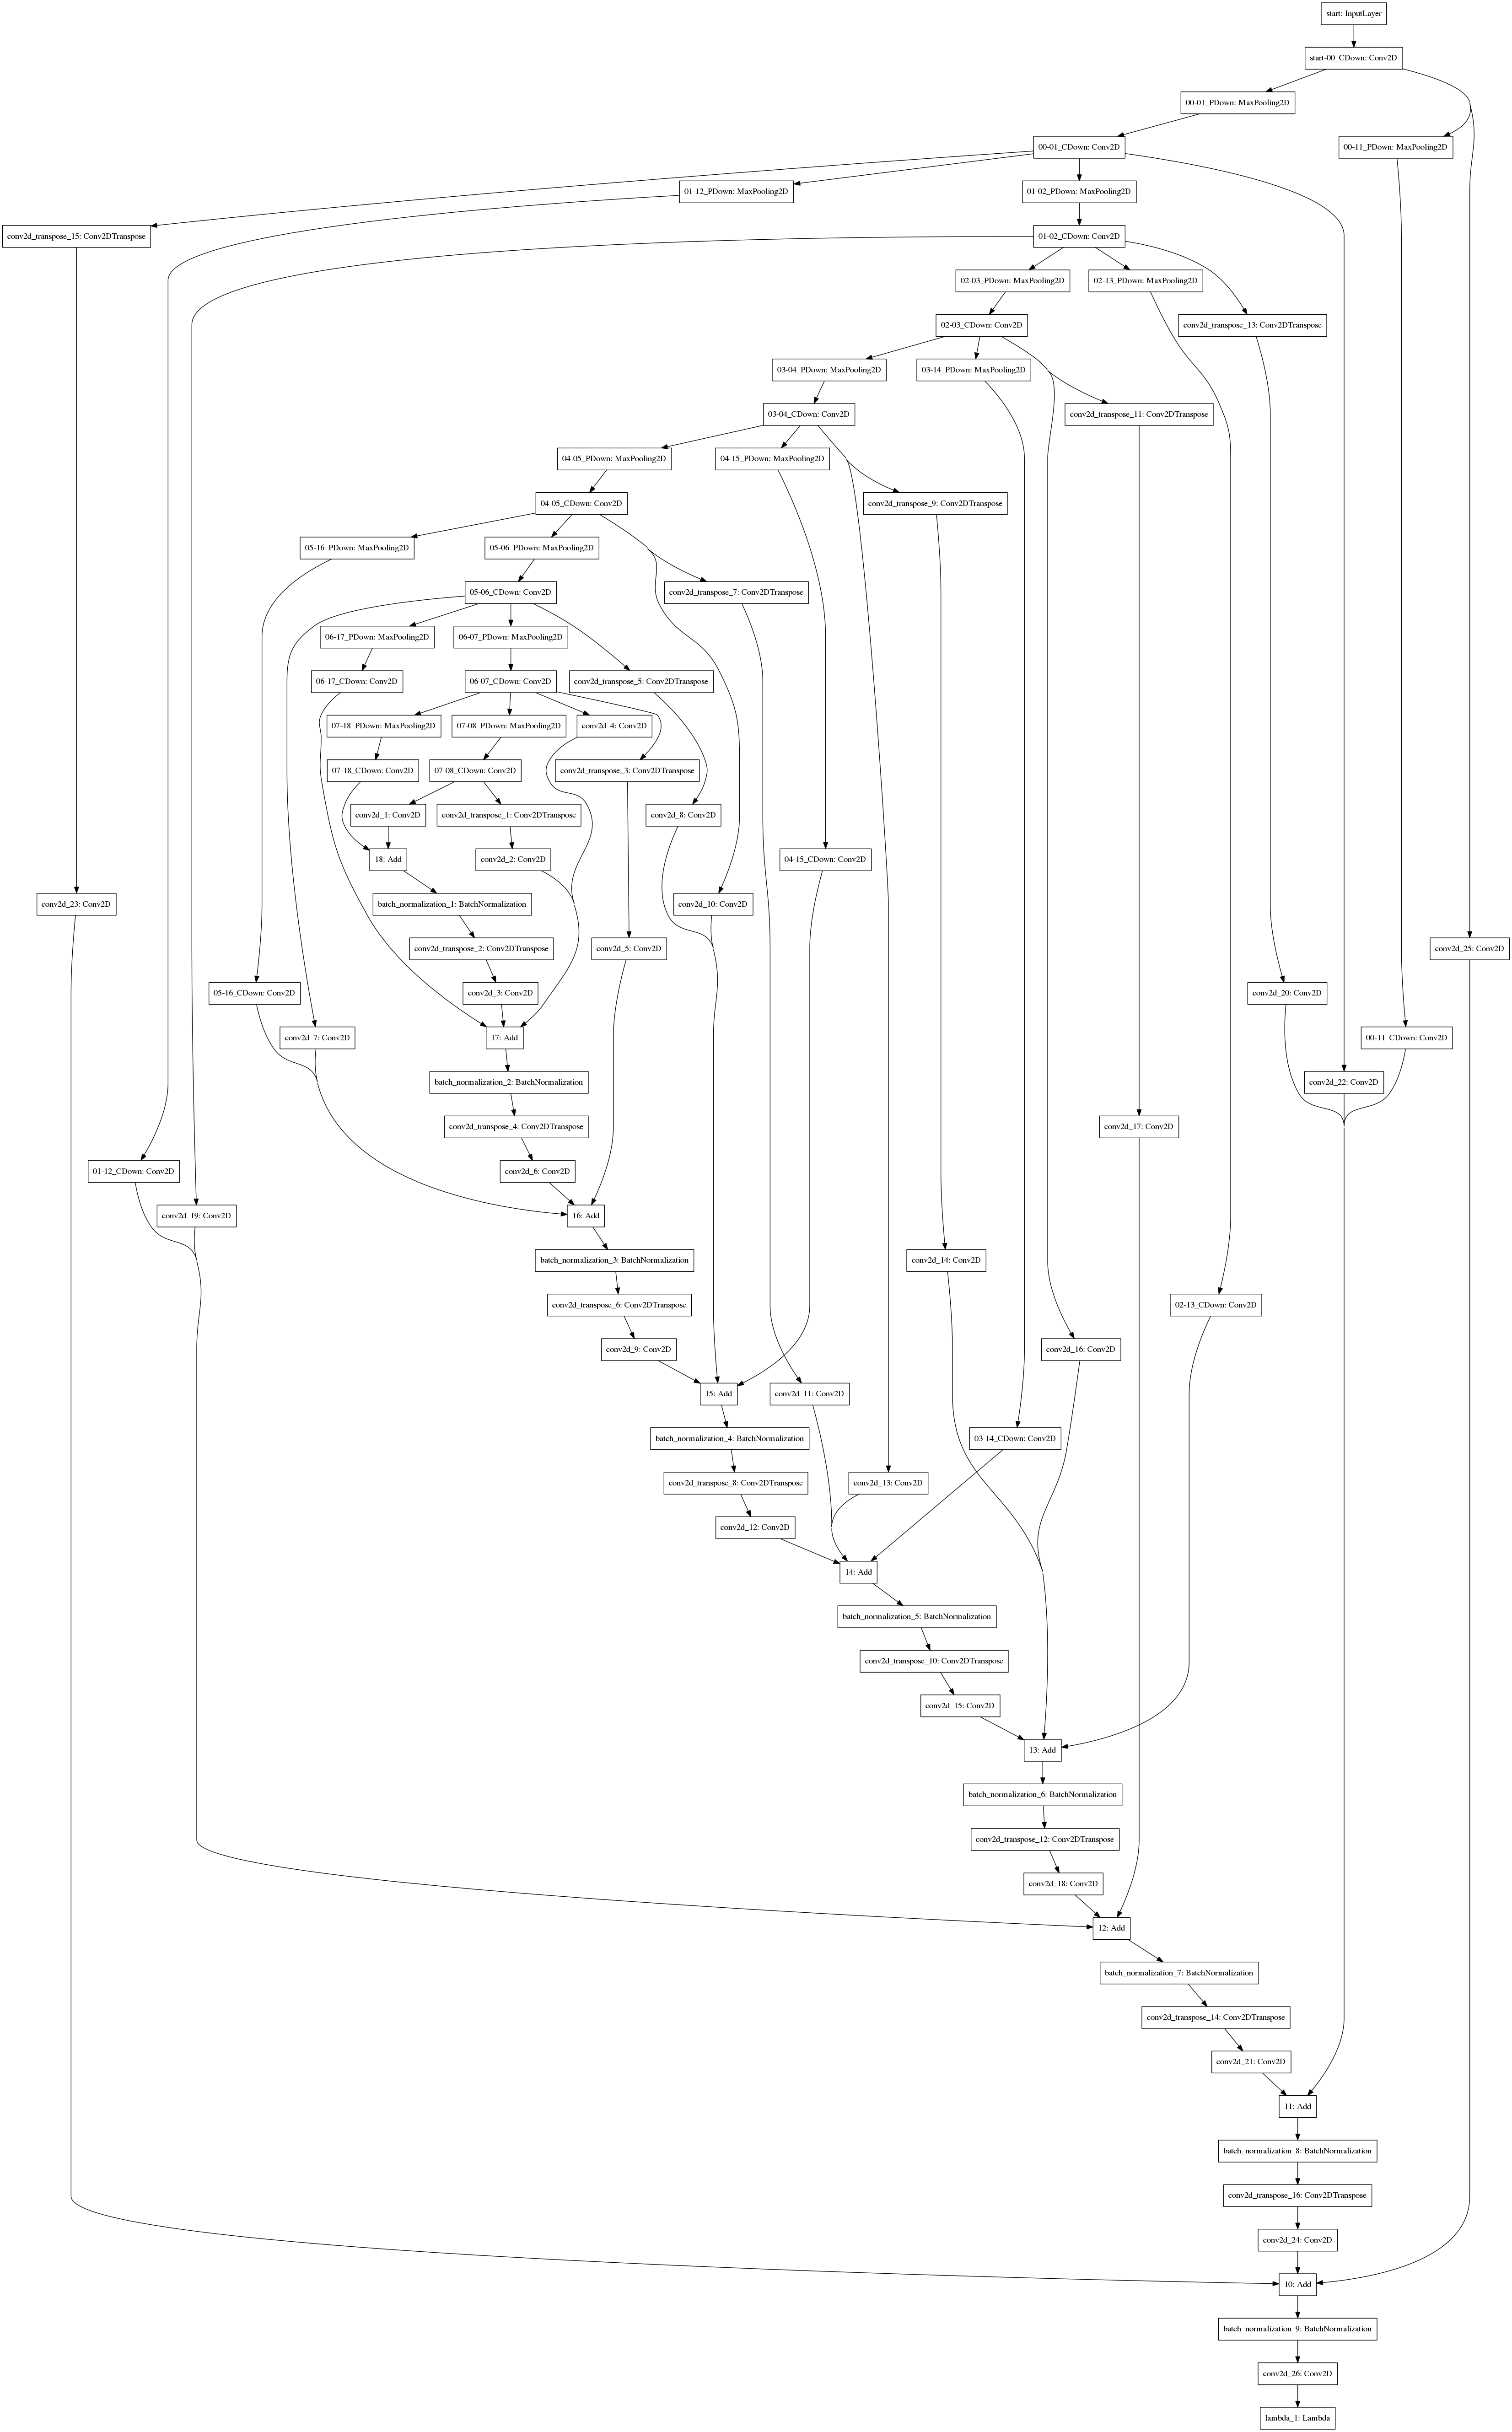 start: InputLayer
start-00_CDown: Conv2D
00-01_PDown: MaxPooling2D
00-01_CDown: Conv2D
00-11_PDown: MaxPooling2D
01-12_PDown: MaxPooling2D
01-02_PDown: MaxPooling2D
conv2d_transpose_15: Conv2DTranspose
01-02_CDown: Conv2D
02-03_PDown: MaxPooling2D
02-13_PDown: MaxPooling2D
02-03_CDown: Conv2D
conv2d_transpose_13: Conv2DTranspose
03-04_PDown: MaxPooling2D
03-14_PDown: MaxPooling2D
03-04_CDown: Conv2D
conv2d_transpose_11: Conv2DTranspose
04-05_PDown: MaxPooling2D
04-15_PDown: MaxPooling2D
04-05_CDown: Conv2D
conv2d_transpose_9: Conv2DTranspose
05-16_PDown: MaxPooling2D
05-06_PDown: MaxPooling2D
05-06_CDown: Conv2D
conv2d_transpose_7: Conv2DTranspose
06-17_PDown: MaxPooling2D
06-07_PDown: MaxPooling2D
06-17_CDown: Conv2D
06-07_CDown: Conv2D
conv2d_transpose_5: Conv2DTranspose
07-18_PDown: MaxPooling2D
07-08_PDown: MaxPooling2D
conv2d_4: Conv2D
07-18_CDown: Conv2D
07-08_CDown: Conv2D
conv2d_transpose_3: Conv2DTranspose
conv2d_1: Conv2D
conv2d_transpose_1: Conv2DTranspose
conv2d_8: Conv2D
18: Add
conv2d_2: Conv2D
04-15_CDown: Conv2D
conv2d_23: Conv2D
batch_normalization_1: BatchNormalization
conv2d_10: Conv2D
conv2d_transpose_2: Conv2DTranspose
conv2d_5: Conv2D
conv2d_25: Conv2D
05-16_CDown: Conv2D
conv2d_3: Conv2D
conv2d_20: Conv2D
conv2d_7: Conv2D
17: Add
00-11_CDown: Conv2D
batch_normalization_2: BatchNormalization
conv2d_22: Conv2D
conv2d_transpose_4: Conv2DTranspose
conv2d_17: Conv2D
01-12_CDown: Conv2D
conv2d_6: Conv2D
conv2d_19: Conv2D
16: Add
batch_normalization_3: BatchNormalization
conv2d_14: Conv2D
conv2d_transpose_6: Conv2DTranspose
02-13_CDown: Conv2D
conv2d_9: Conv2D
conv2d_16: Conv2D
15: Add
conv2d_11: Conv2D
batch_normalization_4: BatchNormalization
03-14_CDown: Conv2D
conv2d_transpose_8: Conv2DTranspose
conv2d_13: Conv2D
conv2d_12: Conv2D
14: Add
batch_normalization_5: BatchNormalization
conv2d_transpose_10: Conv2DTranspose
conv2d_15: Conv2D
13: Add
batch_normalization_6: BatchNormalization
conv2d_transpose_12: Conv2DTranspose
conv2d_18: Conv2D
12: Add
batch_normalization_7: BatchNormalization
conv2d_transpose_14: Conv2DTranspose
conv2d_21: Conv2D
11: Add
batch_normalization_8: BatchNormalization
conv2d_transpose_16: Conv2DTranspose
conv2d_24: Conv2D
10: Add
batch_normalization_9: BatchNormalization
conv2d_26: Conv2D
lambda_1: Lambda